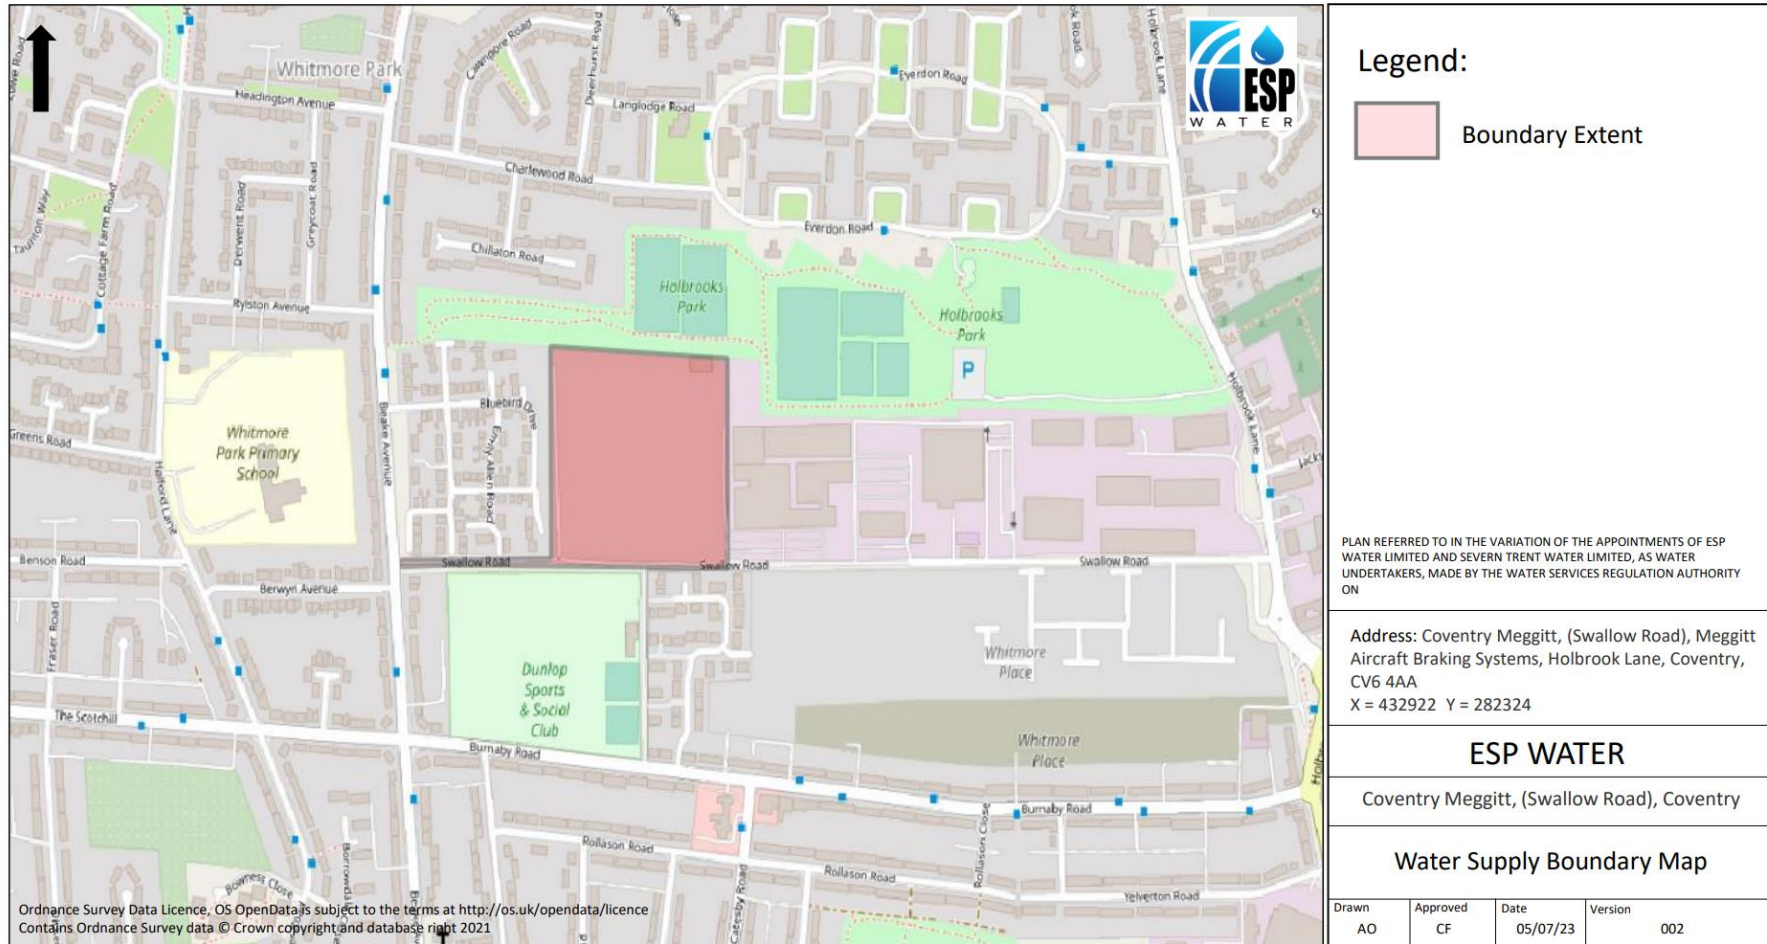 Whitmore Park
Headington Avenue
Cawnpore Road
Deerhurst Road
Langlodge Road
Everdon Road
Holbrook Lane
ESP
WATER
Charlewood Road
Taunton Way
Cottage Farm Road
Derwent Road
Greycoat Road
Chillaton Road
Everdon Road
Rylston Avenue
Holbrooks
Park
Holbrooks
Park
P
Holbrook Lane
Greens Road
Whitmore
Park Primary
School
Beake Avenue
Bluebird Drive
Emily Allen Road
Halford Lane
Benson Road
Swallow Road
Swallow Road
Swallow Road
Berwyn Avenue
Fraser Road
Dunlop
Sports
& Social
Club
Whitmore
Place
Whitmore
Place
The Scotchill
Burnaby Road
Burnaby Road
Rollason Road
Rollason Road
Rollason Close
Yelverton Road
Catesby Road
Bowness Close
Ordnance Survey Data Licence, OS OpenData is subject to the terms at http://os.uk/opendata/licence
Contains Ordnance Survey data © Crown copyright and database right 2021
Legend:
Boundary Extent
PLAN REFERRED TO IN THE VARIATION OF THE APPOINTMENTS OF ESP
WATER LIMITED AND SEVERN TRENT WATER LIMITED, AS WATER
UNDERTAKERS, MADE BY THE WATER SERVICES REGULATION AUTHORITY
ON
Address: Coventry Meggitt, (Swallow Road), Meggitt
Aircraft Braking Systems, Holbrook Lane, Coventry,
CV6 4AA
X = 432922 Y = 282324
ESP WATER
Coventry Meggitt, (Swallow Road), Coventry
Water Supply Boundary Map
Drawn Approved Date Version
AO CF 05/07/23 002